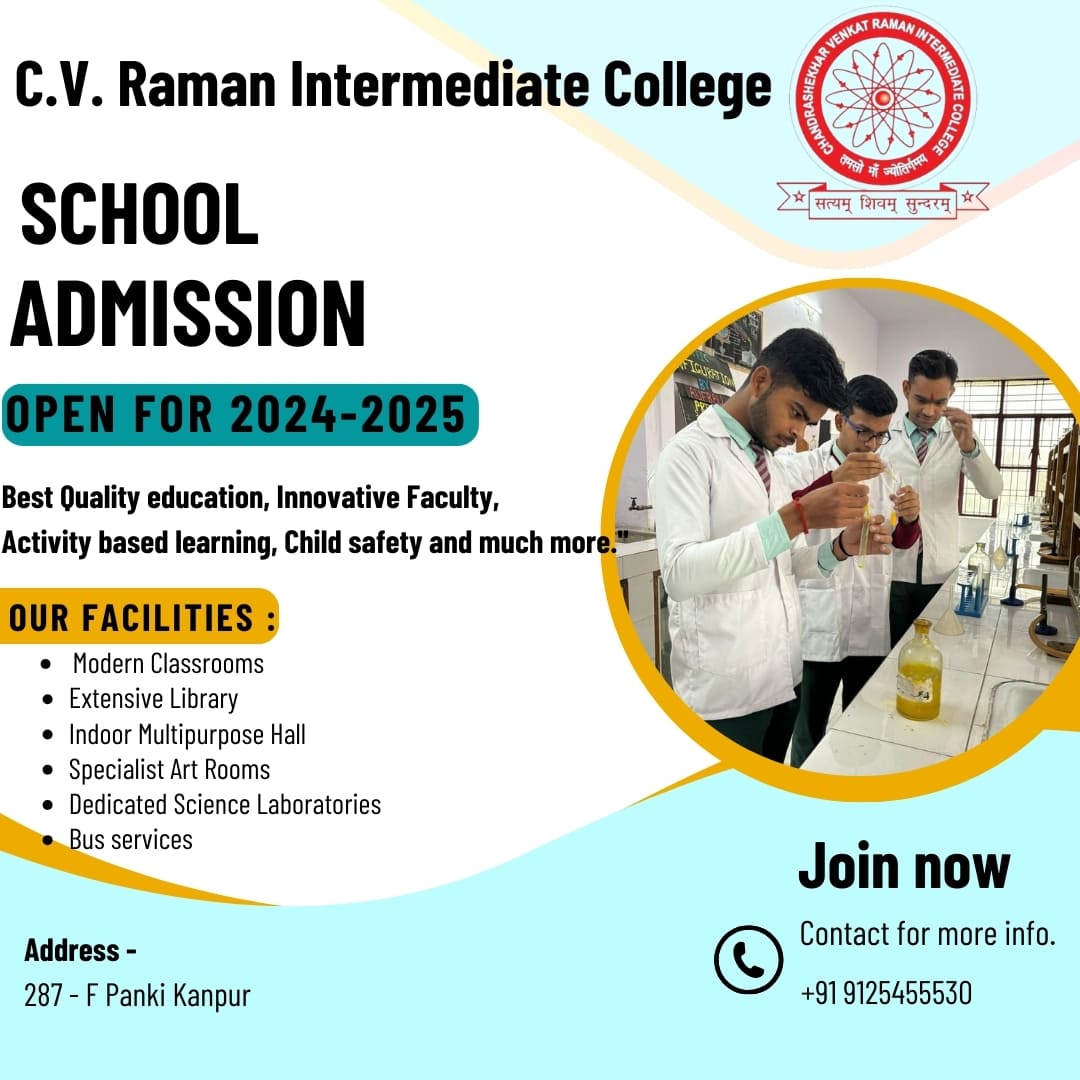 C.V. Raman Intermediate College
CHANDRASHEKHAR VENKAT RAMAN INTERMEDIATE COLLEGE
तमसो माँ ज्योतिर्गमय
सत्यम् शिवम् सुन्दरम्
SCHOOL
ADMISSION
OPEN FOR 2024-2025
Best Quality education, Innovative Faculty,
Activity based learning, Child safety and much more."
OUR FACILITIES :
• Modern Classrooms
• Extensive Library
• Indoor Multipurpose Hall
• Specialist Art Rooms
• Dedicated Science Laboratories
• Bus services
Join now
Contact for more info.
+91 9125455530
Address -
287 - F Panki Kanpur